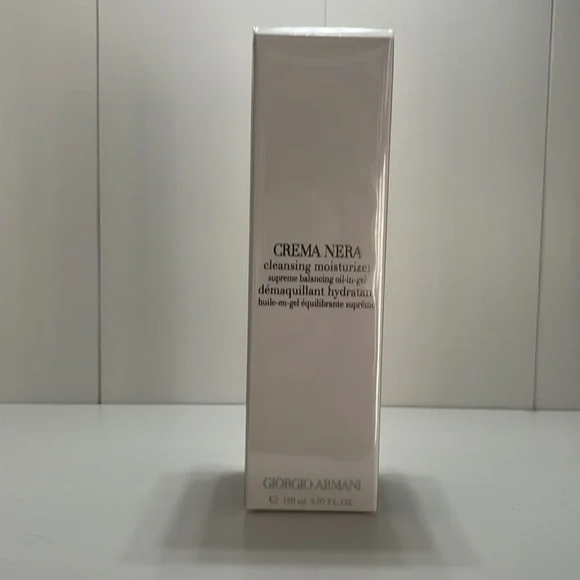 CREMA NERA
cleansing moisturizer
supreme balancing oil-in-gel
démaquillant hydratant
huile-en-gel équilibrante suprême
GIORGIO ARMANI
℮ 150 ml 5.07 FL. OZ.